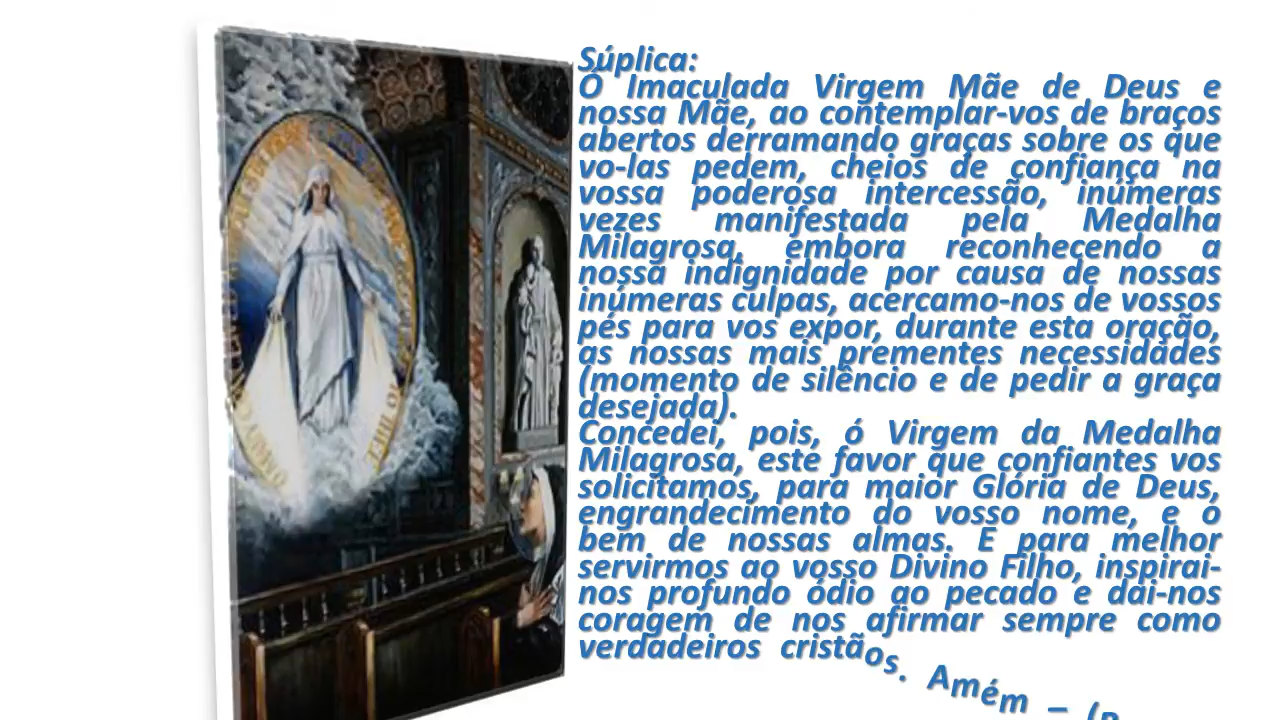 Súplica:
Ó Imaculada Virgem Mãe de Deus e
nossa Mãe, ao contemplar-vos de braços
abertos derramando graças sobre os que
vo-las pedem, cheios de confiança na
vossa poderosa intercessão, inúmeras
vezes manifestada pela Medalha
Milagrosa, embora reconhecendo a
nossa indignidade por causa de nossas
inúmeras culpas, acercamo-nos de vossos
pés para vos expor, durante esta oração,
as nossas mais prementes necessidades
(momento de silêncio e de pedir a graça
desejada).
Concedei, pois, ó Virgem da Medalha
Milagrosa, este favor que confiantes vos
solicitamos, para maior Glória de Deus,
engrandecimento do vosso nome, e o
bem de nossas almas. E para melhor
servirmos ao vosso Divino Filho, inspirai-
nos profundo ódio ao pecado e dai-nos
coragem de nos afirmar sempre como
verdadeiros cristãos. Amém – (